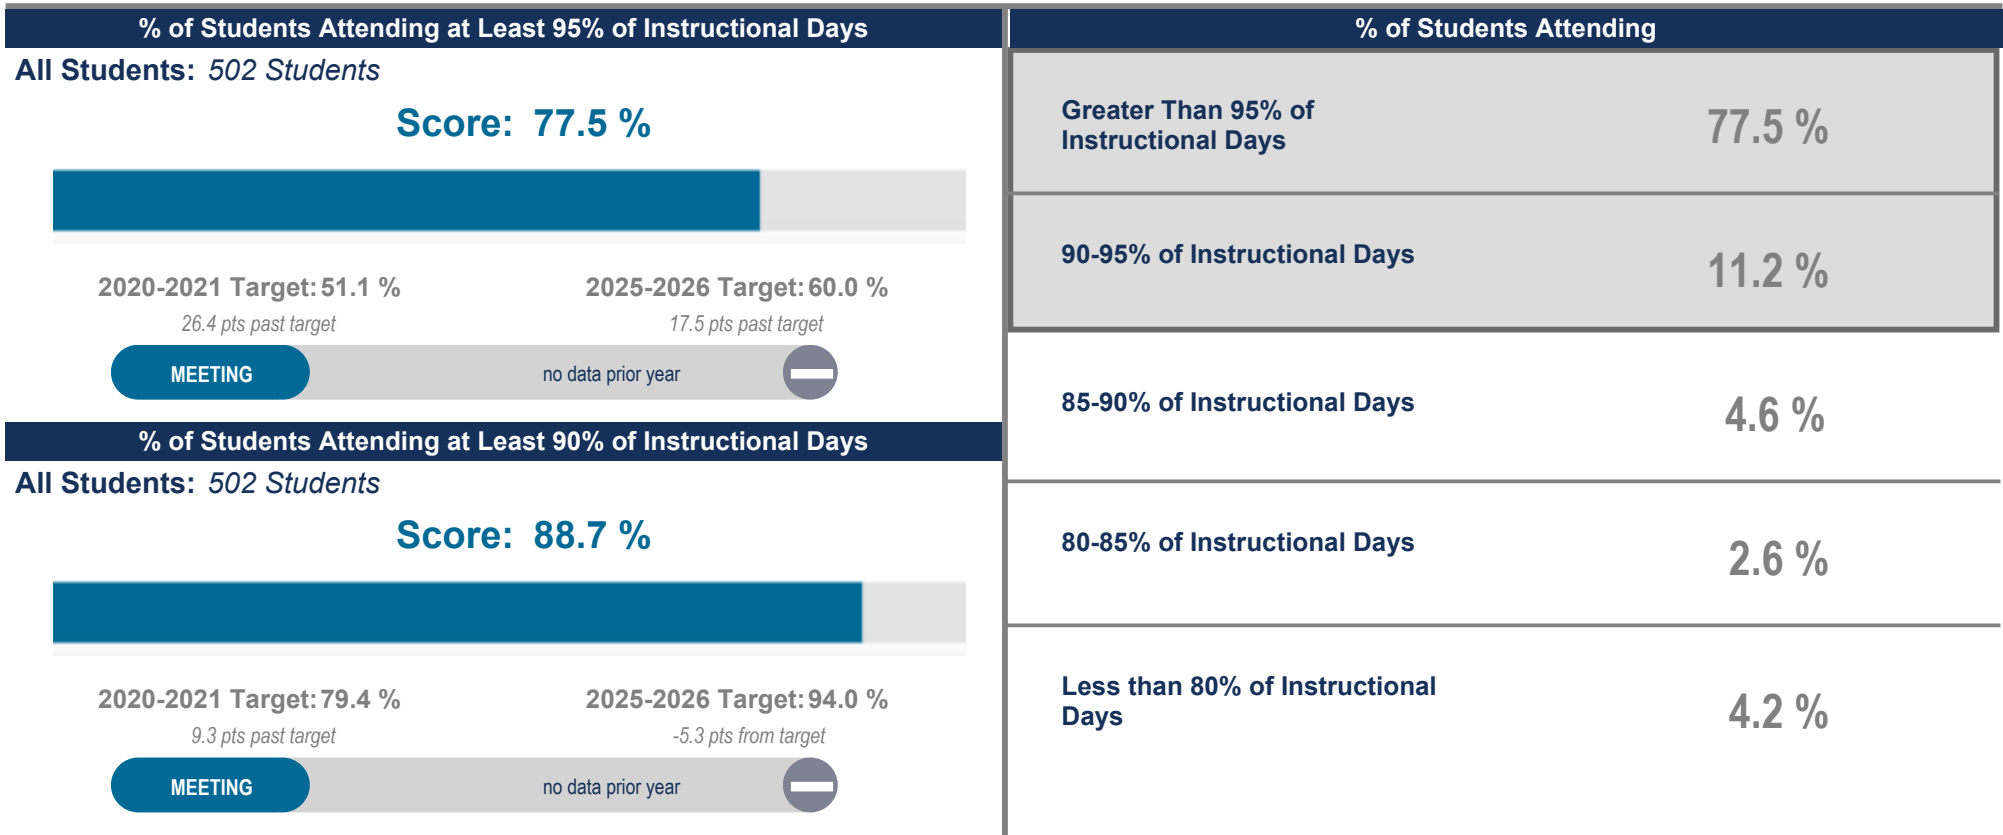 % of Students Attending at Least 95% of Instructional Days
All Students: 502 Students
Score: 77.5 %
2020-2021 Target: 51.1 %
26.4 pts past target
2025-2026 Target: 60.0 %
17.5 pts past target
MEETING
no data prior year
% of Students Attending at Least 90% of Instructional Days
All Students: 502 Students
Score: 88.7 %
2020-2021 Target: 79.4 %
9.3 pts past target
2025-2026 Target: 94.0 %
-5.3 pts from target
MEETING
no data prior year
% of Students Attending
Greater Than 95% of
Instructional Days
77.5 %
90-95% of Instructional Days
11.2 %
85-90% of Instructional Days
4.6 %
80-85% of Instructional Days
2.6 %
Less than 80% of Instructional
Days
4.2 %